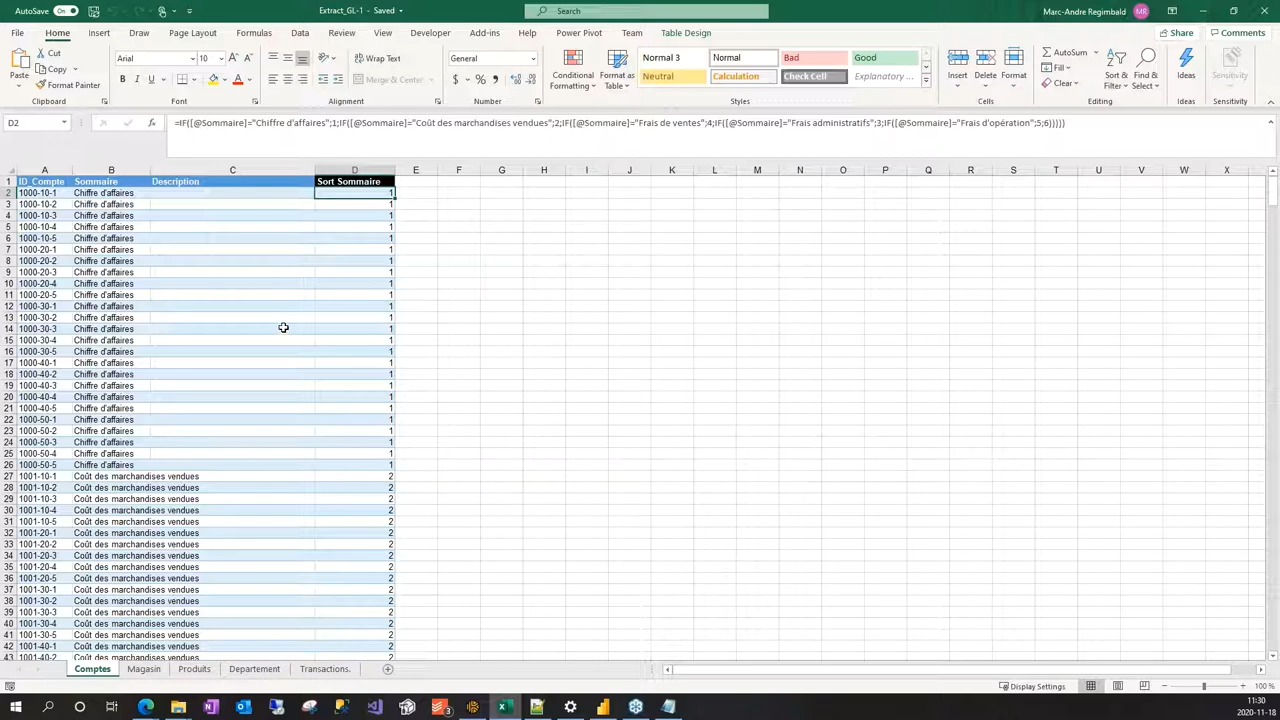 AutoSave On
Extract_GL-1 - Saved
Search
Marc-Andre Regimbald MR
File Home Insert Draw Page Layout Formulas Data Review View Developer Add-ins Help Power Pivot Team Table Design Share Comments
Paste Cut Copy Format Painter Clipboard
Arial 10 B I U A Font
Wrap Text Merge & Center Alignment
General $ % Number
Conditional Formatting Format as Table
Normal 3 Normal Bad Good
Neutral Calculation Check Cell Explanatory ...
Styles
Insert Delete Format Cells
AutoSum Fill Clear Sort & Filter Find & Select Editing
Ideas Ideas
Sensitivity Sensitivity
D2 fx =IF([@Sommaire]="Chiffre d'affaires";1;IF([@Sommaire]="Coût des marchandises vendues";2;IF([@Sommaire]="Frais de ventes";4;IF([@Sommaire]="Frais administratifs";3;IF([@Sommaire]="Frais d'opération";5;6)))))
A B C D E F G H I J K L M N O P Q R S T U V W X
1 ID_Compte Sommaire Description Sort Sommaire
2 1000-10-1 Chiffre d'affaires 1
3 1000-10-2 Chiffre d'affaires 1
4 1000-10-3 Chiffre d'affaires 1
5 1000-10-4 Chiffre d'affaires 1
6 1000-10-5 Chiffre d'affaires 1
7 1000-20-1 Chiffre d'affaires 1
8 1000-20-2 Chiffre d'affaires 1
9 1000-20-3 Chiffre d'affaires 1
10 1000-20-4 Chiffre d'affaires 1
11 1000-20-5 Chiffre d'affaires 1
12 1000-30-1 Chiffre d'affaires 1
13 1000-30-2 Chiffre d'affaires 1
14 1000-30-3 Chiffre d'affaires 1
15 1000-30-4 Chiffre d'affaires 1
16 1000-30-5 Chiffre d'affaires 1
17 1000-40-1 Chiffre d'affaires 1
18 1000-40-2 Chiffre d'affaires 1
19 1000-40-3 Chiffre d'affaires 1
20 1000-40-4 Chiffre d'affaires 1
21 1000-40-5 Chiffre d'affaires 1
22 1000-50-1 Chiffre d'affaires 1
23 1000-50-2 Chiffre d'affaires 1
24 1000-50-3 Chiffre d'affaires 1
25 1000-50-4 Chiffre d'affaires 1
26 1000-50-5 Chiffre d'affaires 1
27 1001-10-1 Coût des marchandises vendues 2
28 1001-10-2 Coût des marchandises vendues 2
29 1001-10-3 Coût des marchandises vendues 2
30 1001-10-4 Coût des marchandises vendues 2
31 1001-10-5 Coût des marchandises vendues 2
32 1001-20-1 Coût des marchandises vendues 2
33 1001-20-2 Coût des marchandises vendues 2
34 1001-20-3 Coût des marchandises vendues 2
35 1001-20-4 Coût des marchandises vendues 2
36 1001-20-5 Coût des marchandises vendues 2
37 1001-30-1 Coût des marchandises vendues 2
38 1001-30-2 Coût des marchandises vendues 2
39 1001-30-3 Coût des marchandises vendues 2
40 1001-30-4 Coût des marchandises vendues 2
41 1001-30-5 Coût des marchandises vendues 2
42 1001-40-1 Coût des marchandises vendues 2
43 1001-40-2 Coût des marchandises vendues 2
Comptes Magasin Produits Departement Transactions.
Display Settings 100 %
11:30
2020-11-18